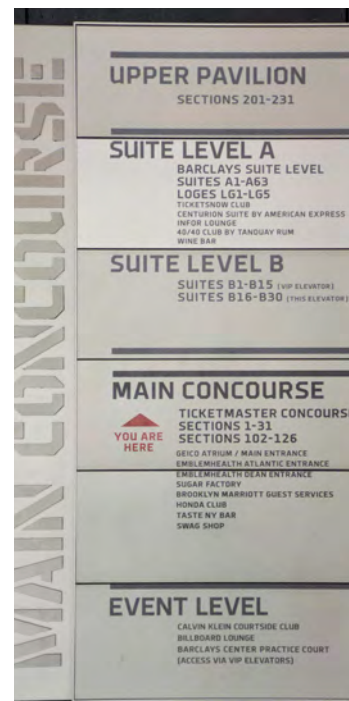 MAIN CONCOURSE
UPPER PAVILION
SECTIONS 201-231
SUITE LEVEL A
BARCLAYS SUITE LEVEL
SUITES A1-A63
LOGES LG1-LG5
TICKETSNOW CLUB
CENTURION SUITE BY AMERICAN EXPRESS
INFOR LOUNGE
40/40 CLUB BY TANDUAY RUM
WINE BAR
SUITE LEVEL B
SUITES B1-B15 (VIP ELEVATOR)
SUITES B16-B30 (THIS ELEVATOR)
MAIN CONCOURSE
YOU ARE
HERE
TICKETMASTER CONCOURS
SECTIONS 1-31
SECTIONS 102-126
GEICO ATRIUM / MAIN ENTRANCE
EMBLEMHEALTH ATLANTIC ENTRANCE
EMBLEMHEALTH DEAN ENTRANCE
SUGAR FACTORY
BROOKLYN MARRIOTT GUEST SERVICES
HONDA CLUB
TASTE NY BAR
SWAG SHOP
EVENT LEVEL
CALVIN KLEIN COURTSIDE CLUB
BILLBOARD LOUNGE
BARCLAYS CENTER PRACTICE COURT
(ACCESS VIA VIP ELEVATORS)